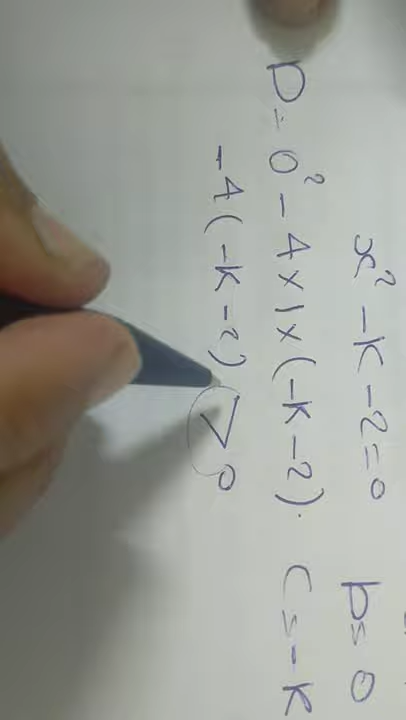 x² - k - 2 = 0 b = 0
D = 0² - 4 × 1 × (-k - 2). c = -k
-4(-k - 2) > 0